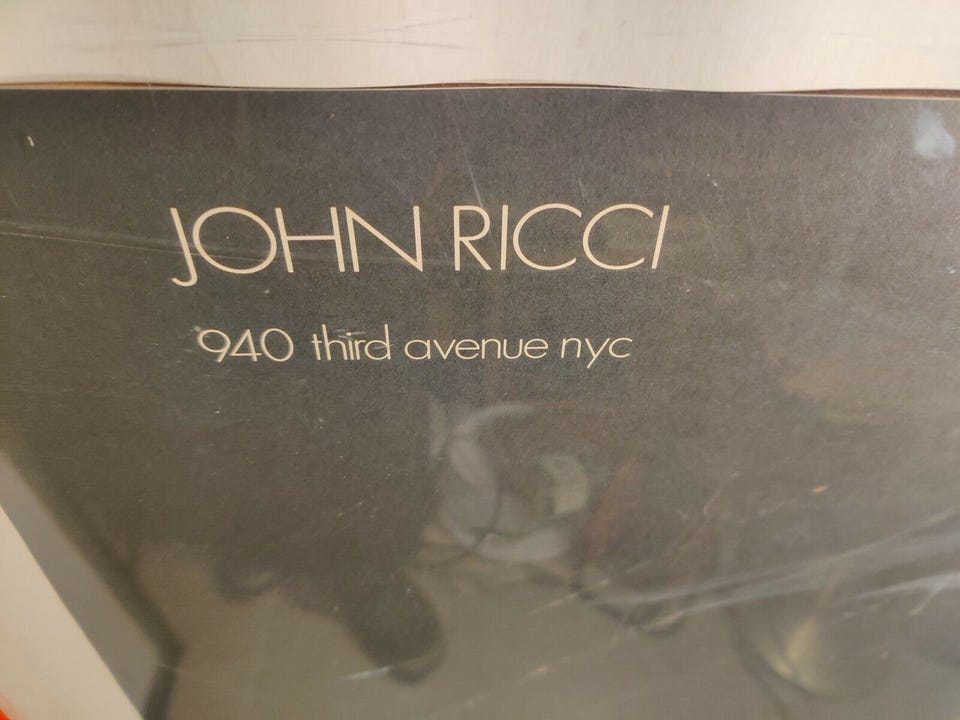 JOHN RICCI
940 third avenue nyc